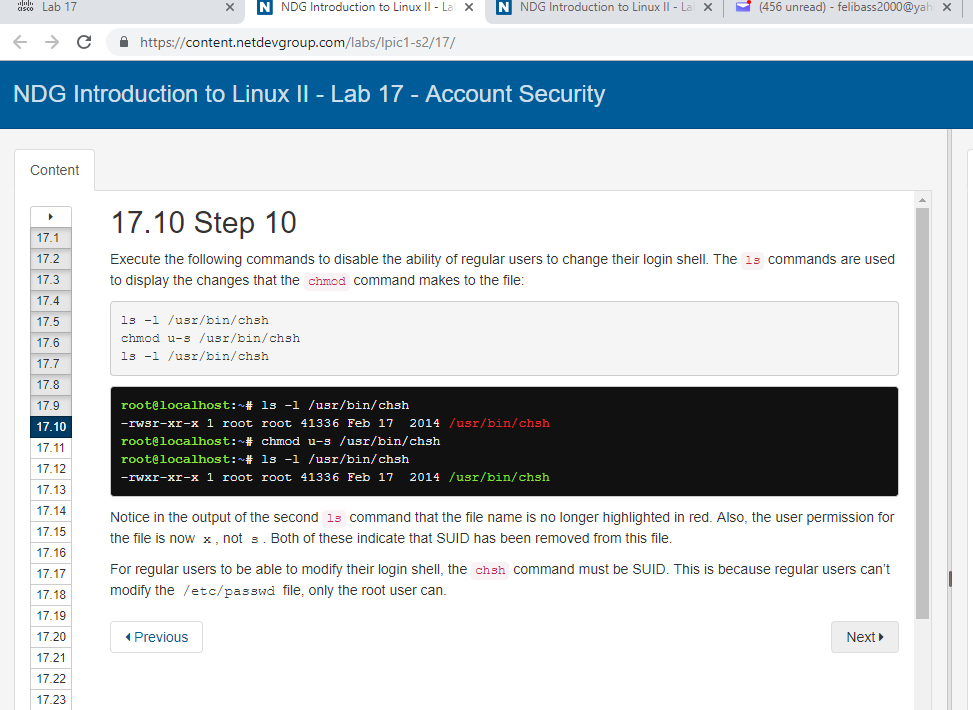 Lab 17
NDG Introduction to Linux II - La
NDG Introduction to Linux II - La
(456 unread) - felibass2000@yah
https://content.netdevgroup.com/labs/lpic1-s2/17/
NDG Introduction to Linux II - Lab 17 - Account Security
Content
17.1
17.2
17.3
17.4
17.5
17.6
17.7
17.8
17.9
17.10
17.11
17.12
17.13
17.14
17.15
17.16
17.17
17.18
17.19
17.20
17.21
17.22
17.23
17.10 Step 10
Execute the following commands to disable the ability of regular users to change their login shell. The ls commands are used
to display the changes that the chmod command makes to the file:
ls -l /usr/bin/chsh
chmod u-s /usr/bin/chsh
ls -l /usr/bin/chsh
root@localhost:~# ls -l /usr/bin/chsh
-rwsr-xr-x 1 root root 41336 Feb 17  2014 /usr/bin/chsh
root@localhost:~# chmod u-s /usr/bin/chsh
root@localhost:~# ls -l /usr/bin/chsh
-rwxr-xr-x 1 root root 41336 Feb 17  2014 /usr/bin/chsh
Notice in the output of the second ls command that the file name is no longer highlighted in red. Also, the user permission for
the file is now x, not s. Both of these indicate that SUID has been removed from this file.
For regular users to be able to modify their login shell, the chsh command must be SUID. This is because regular users can’t
modify the /etc/passwd file, only the root user can.
Previous
Next